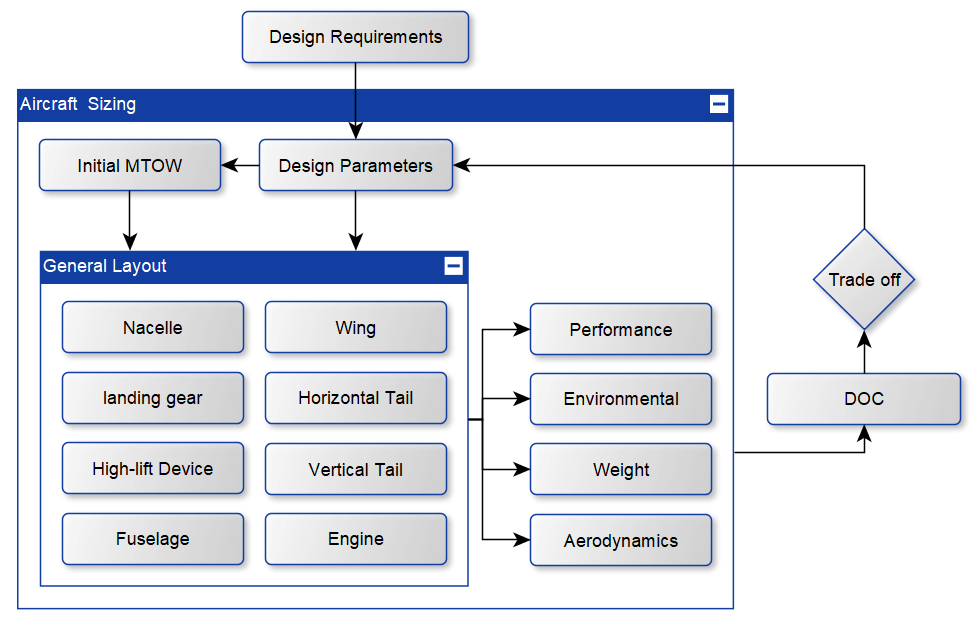 Design Requirements
Aircraft  Sizing
Initial MTOW
Design Parameters
General Layout
Nacelle
Wing
landing gear
Horizontal Tail
High-lift Device
Vertical Tail
Fuselage
Engine
Performance
Environmental
Weight
Aerodynamics
Trade off
DOC